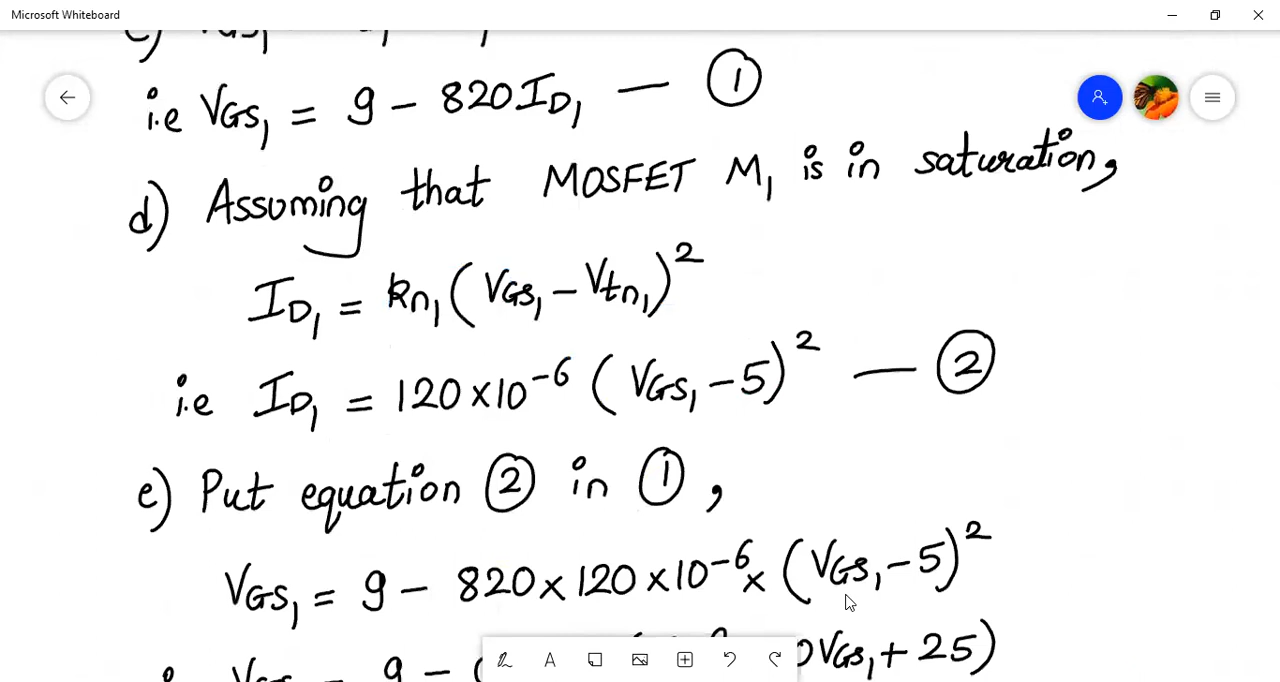 Microsoft Whiteboard
i.e VGS1 = 9 - 820ID1 — ①
d) Assuming that MOSFET M1 is in saturation,
ID1 = kn1(VGS1 - Vtn1)²
i.e ID1 = 120×10⁻⁶ (VGS1 - 5)² — ②
e) Put equation ② in ①,
VGS1 = 9 - 820×120×10⁻⁶× (VGS1 - 5)²
VGS1 + 25)